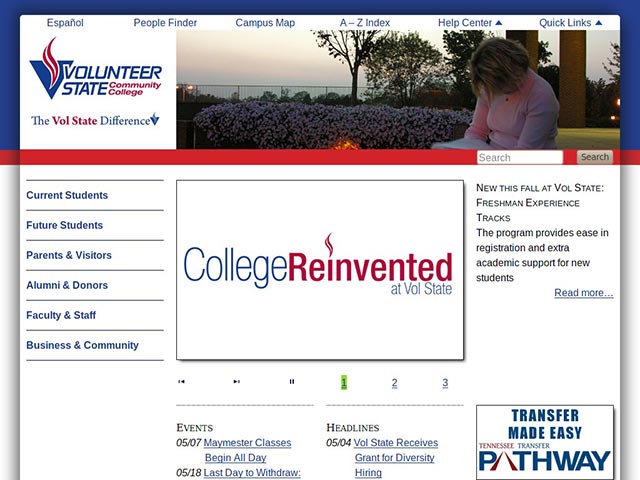 Español People Finder Campus Map A – Z Index Help Center Quick Links
VOLUNTEER
STATE Community
College
The Vol State Difference
Search Search
Current Students
Future Students
Parents & Visitors
Alumni & Donors
Faculty & Staff
Business & Community
CollegeReinvented
at Vol State
1 2 3
New this fall at Vol State:
Freshman Experience
Tracks
The program provides ease in
registration and extra
academic support for new
students
Read more…
Events
05/07 Maymester Classes
Begin All Day
05/18 Last Day to Withdraw:
Headlines
05/04 Vol State Receives
Grant for Diversity
Hiring
TRANSFER
MADE EASY
TENNESSEE TRANSFER
PATHWAY